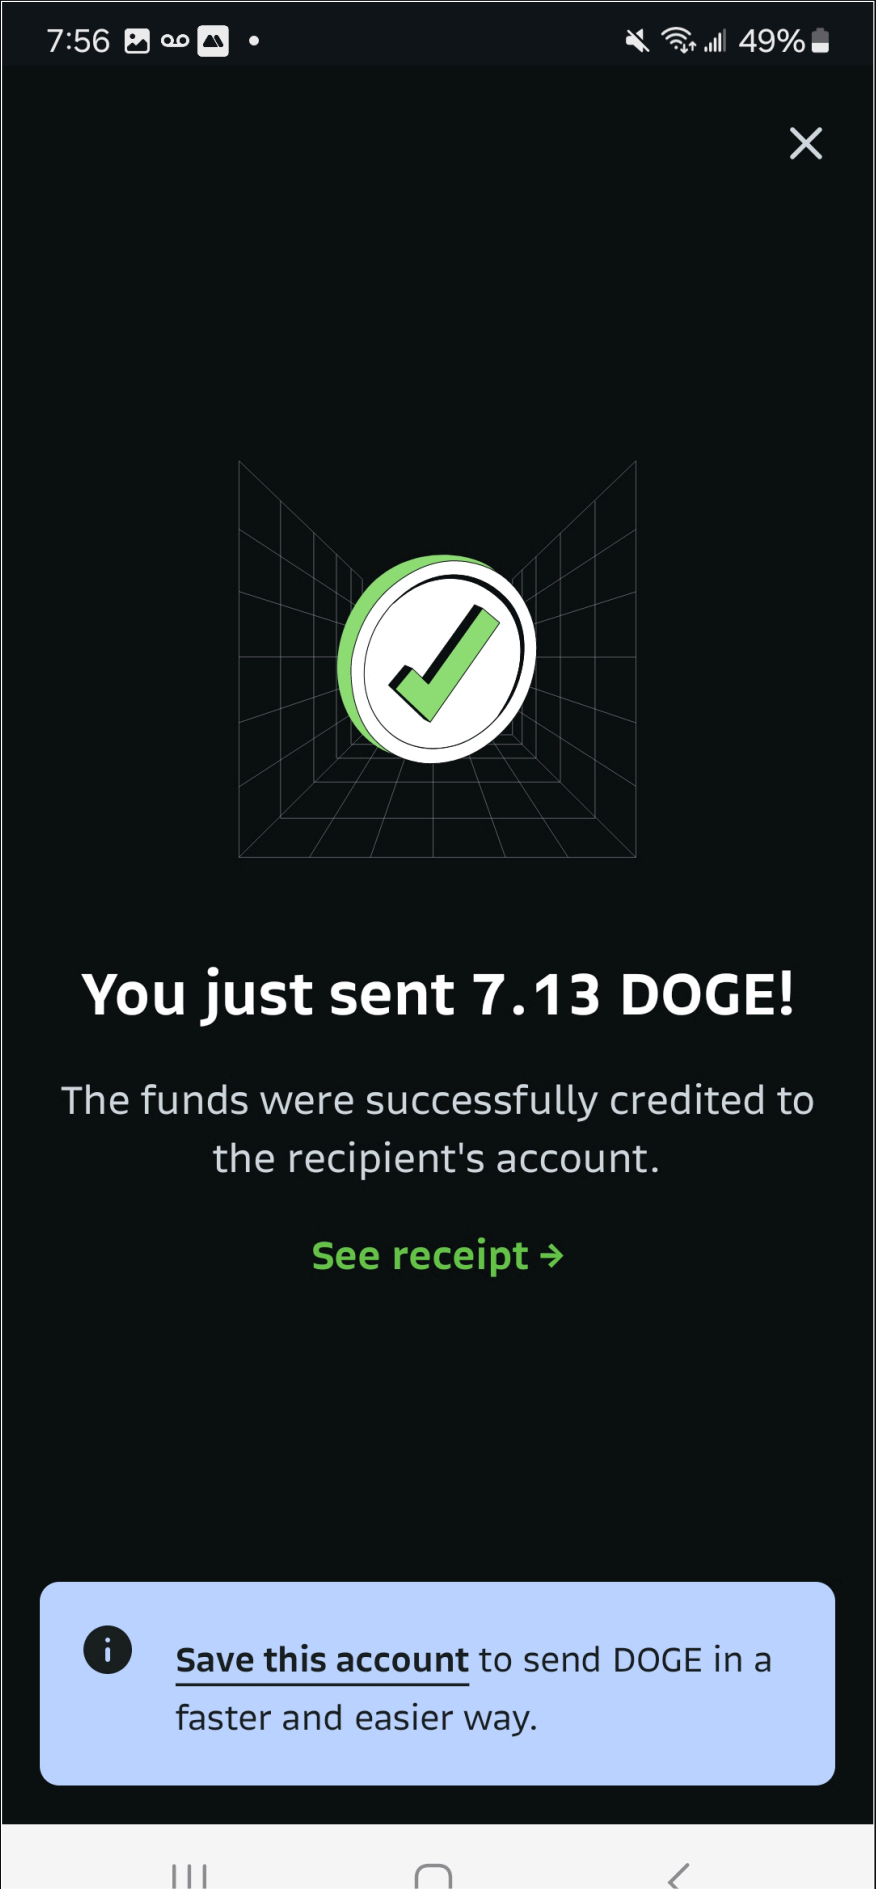 7:56
49%
You just sent 7.13 DOGE!
The funds were successfully credited to
the recipient's account.
See receipt →
Save this account to send DOGE in a
faster and easier way.